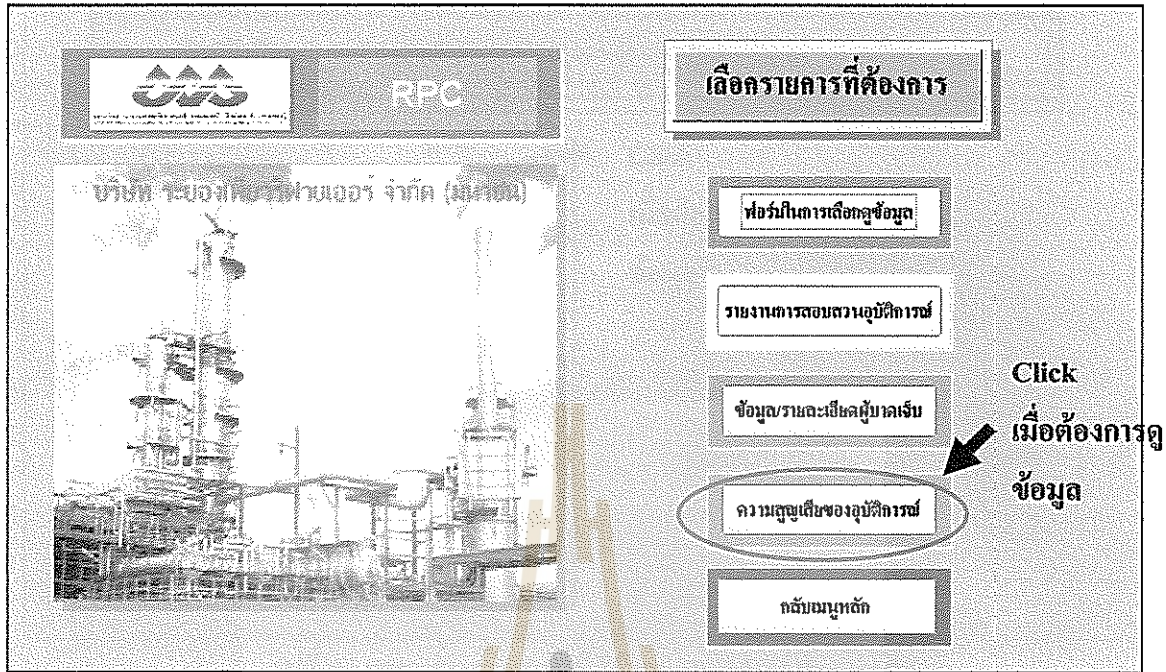 RPC
บริษัท ระยองเพียวริฟายเออร์ จำกัด (มหาชน)
เลือกรายการที่ต้องการ
ฟอร์มในการเลือกดูข้อมูล
รายงานการสอบสวนอุบัติการณ์
ข้อมูล/รายละเอียดผู้บาดเจ็บ
ความสูญเสียของอุบัติการณ์
กลับเมนูหลัก
Click
เมื่อต้องการดู
ข้อมูล